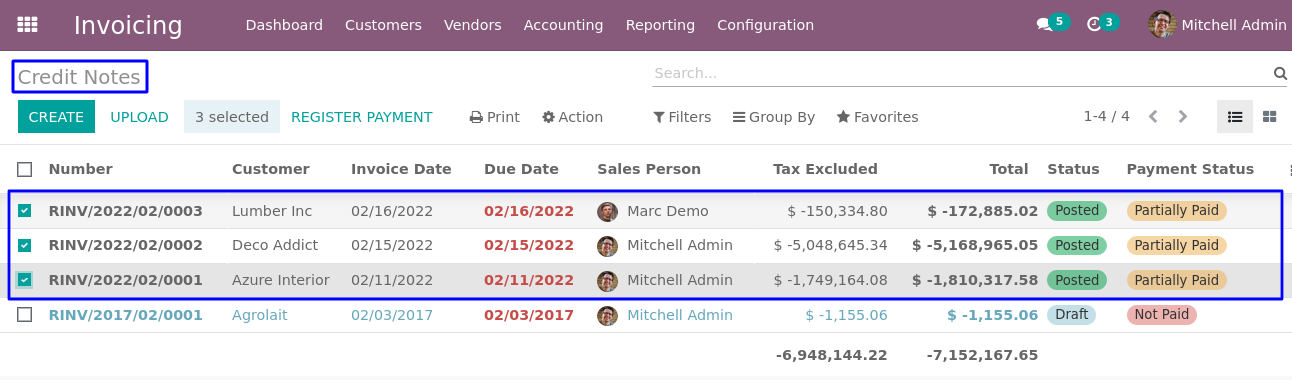 Invoicing Dashboard Customers Vendors Accounting Reporting Configuration 5 3 Mitchell Admin
Credit Notes Search...
CREATE UPLOAD 3 selected REGISTER PAYMENT Print Action Filters Group By Favorites 1-4 / 4
Number Customer Invoice Date Due Date Sales Person Tax Excluded Total Status Payment Status
RINV/2022/02/0003 Lumber Inc 02/16/2022 02/16/2022 Marc Demo $ -150,334.80 $ -172,885.02 Posted Partially Paid
RINV/2022/02/0002 Deco Addict 02/15/2022 02/15/2022 Mitchell Admin $ -5,048,645.34 $ -5,168,965.05 Posted Partially Paid
RINV/2022/02/0001 Azure Interior 02/11/2022 02/11/2022 Mitchell Admin $ -1,749,164.08 $ -1,810,317.58 Posted Partially Paid
RINV/2017/02/0001 Agrolait 02/03/2017 02/03/2017 Mitchell Admin $ -1,155.06 $ -1,155.06 Draft Not Paid
-6,948,144.22 -7,152,167.65